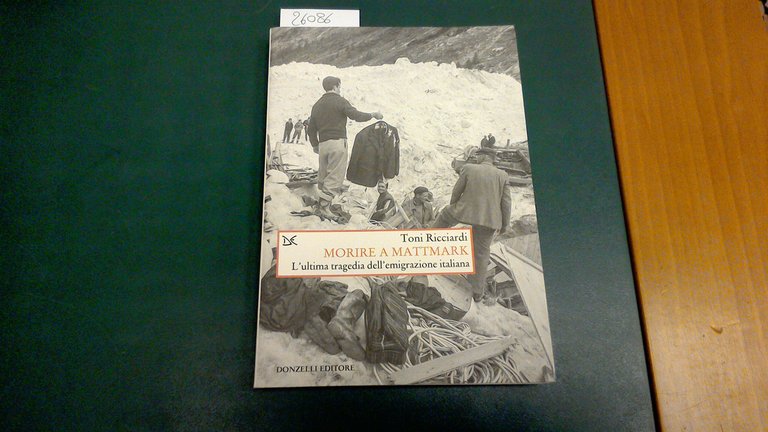 26086
Toni Ricciardi
MORIRE A MATTMARK
L'ultima tragedia dell'emigrazione italiana
DONZELLI EDITORE